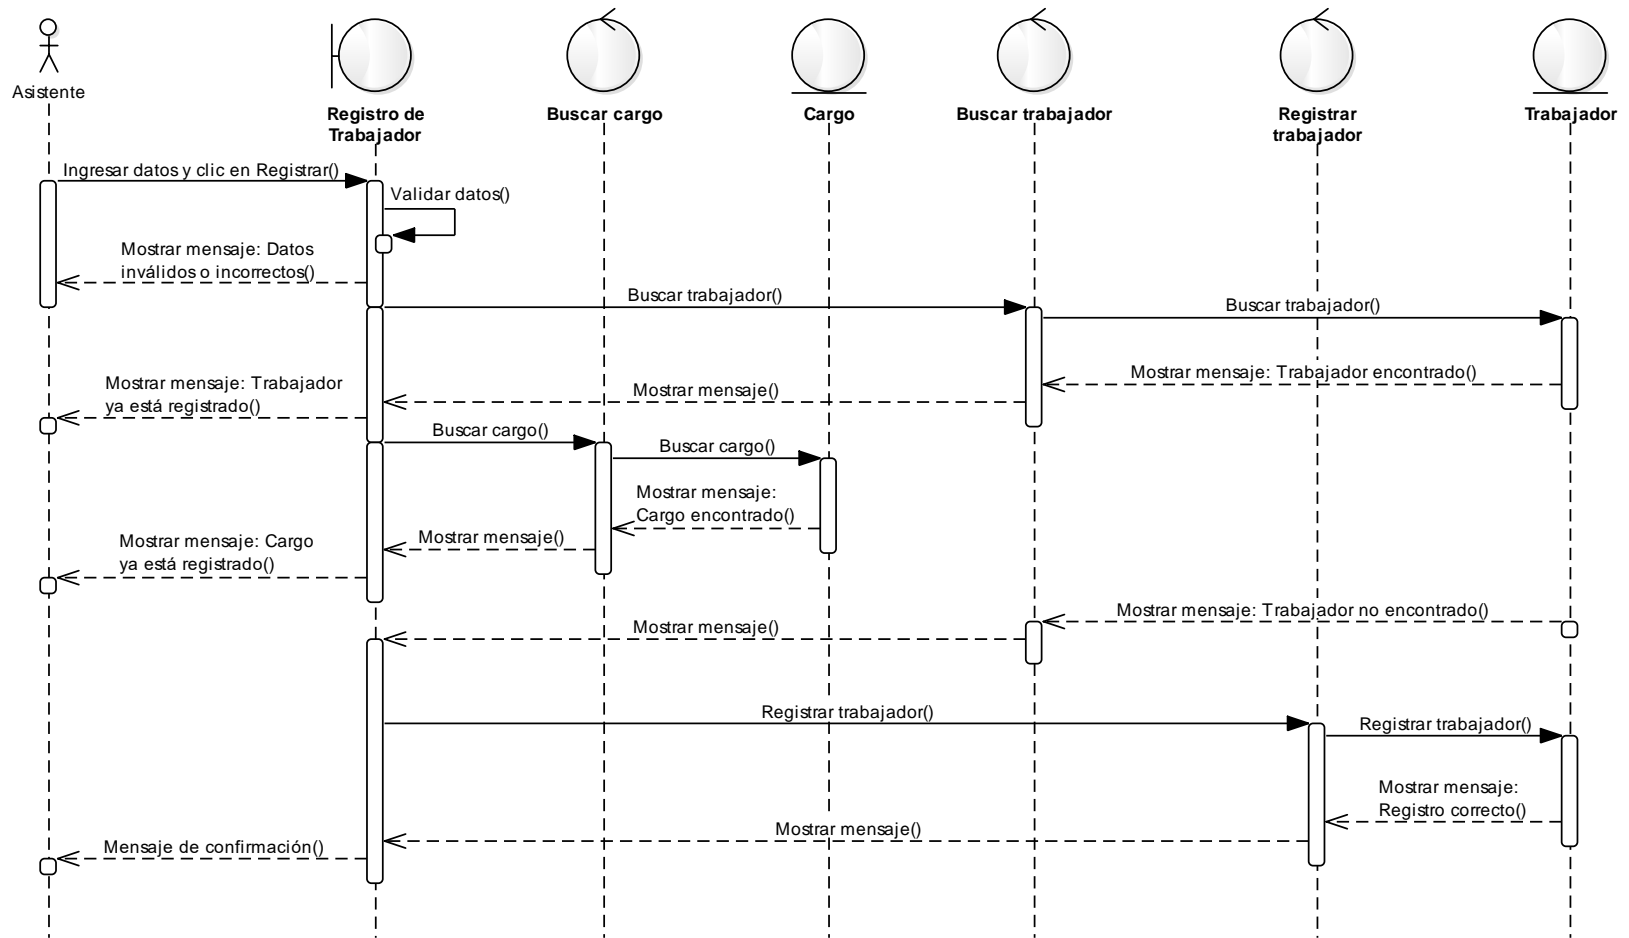 Asistente
Registro de
Trabajador
Buscar cargo
Cargo
Buscar trabajador
Registrar
trabajador
Trabajador
Ingresar datos y clic en Registrar()
Validar datos()
Mostrar mensaje: Datos
inválidos o incorrectos()
Buscar trabajador()
Buscar trabajador()
Mostrar mensaje: Trabajador encontrado()
Mostrar mensaje()
Mostrar mensaje: Trabajador
ya está registrado()
Buscar cargo()
Buscar cargo()
Mostrar mensaje:
Cargo encontrado()
Mostrar mensaje()
Mostrar mensaje: Cargo
ya está registrado()
Mostrar mensaje: Trabajador no encontrado()
Mostrar mensaje()
Registrar trabajador()
Registrar trabajador()
Mostrar mensaje:
Registro correcto()
Mostrar mensaje()
Mensaje de confirmación()